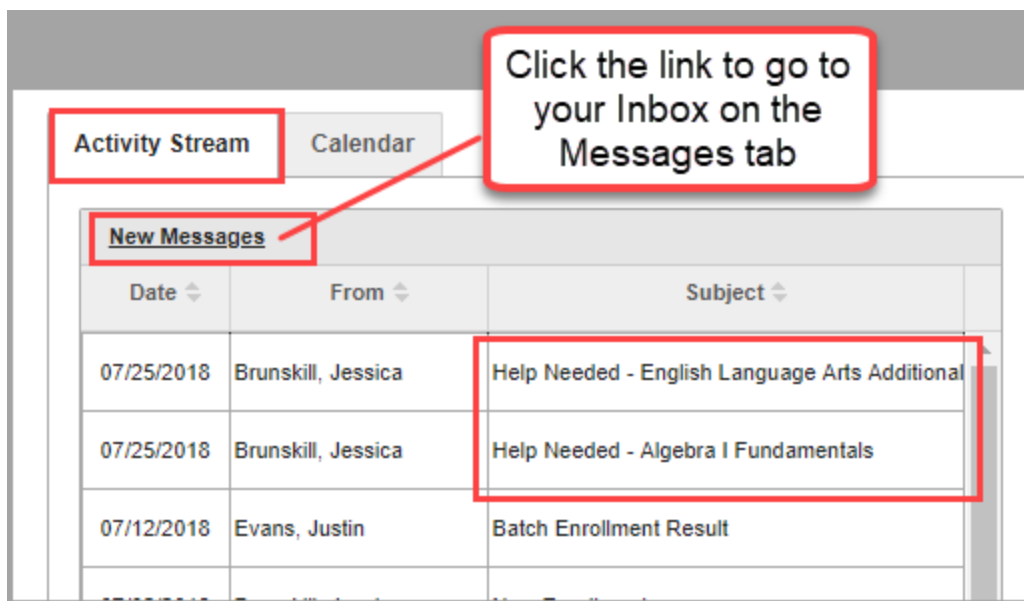 Click the link to go to
your Inbox on the
Messages tab
Activity Stream Calendar
New Messages
Date From Subject
07/25/2018 Brunskill, Jessica Help Needed - English Language Arts Additional
07/25/2018 Brunskill, Jessica Help Needed - Algebra I Fundamentals
07/12/2018 Evans, Justin Batch Enrollment Result